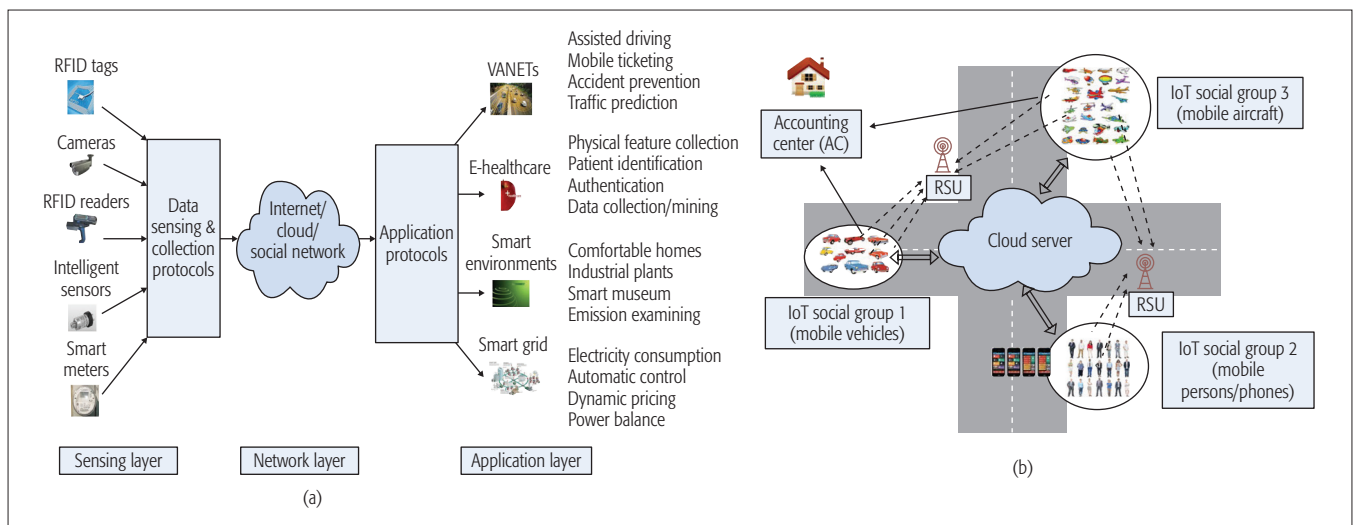 RFID tags
Cameras
RFID readers
Intelligent
sensors
Smart
meters
Data
sensing &
collection
protocols
Internet/
cloud/
social network
Application
protocols
VANETs
Assisted driving
Mobile ticketing
Accident prevention
Traffic prediction
E-healthcare
Physical feature collection
Patient identification
Authentication
Data collection/mining
Smart
environments
Comfortable homes
Industrial plants
Smart museum
Emission examining
Smart grid
Electricity consumption
Automatic control
Dynamic pricing
Power balance
Sensing layer
Network layer
Application layer
(a)
Accounting
center (AC)
RSU
IoT social group 3
(mobile aircraft)
Cloud server
IoT social group 1
(mobile vehicles)
RSU
IoT social group 2
(mobile
persons/phones)
(b)